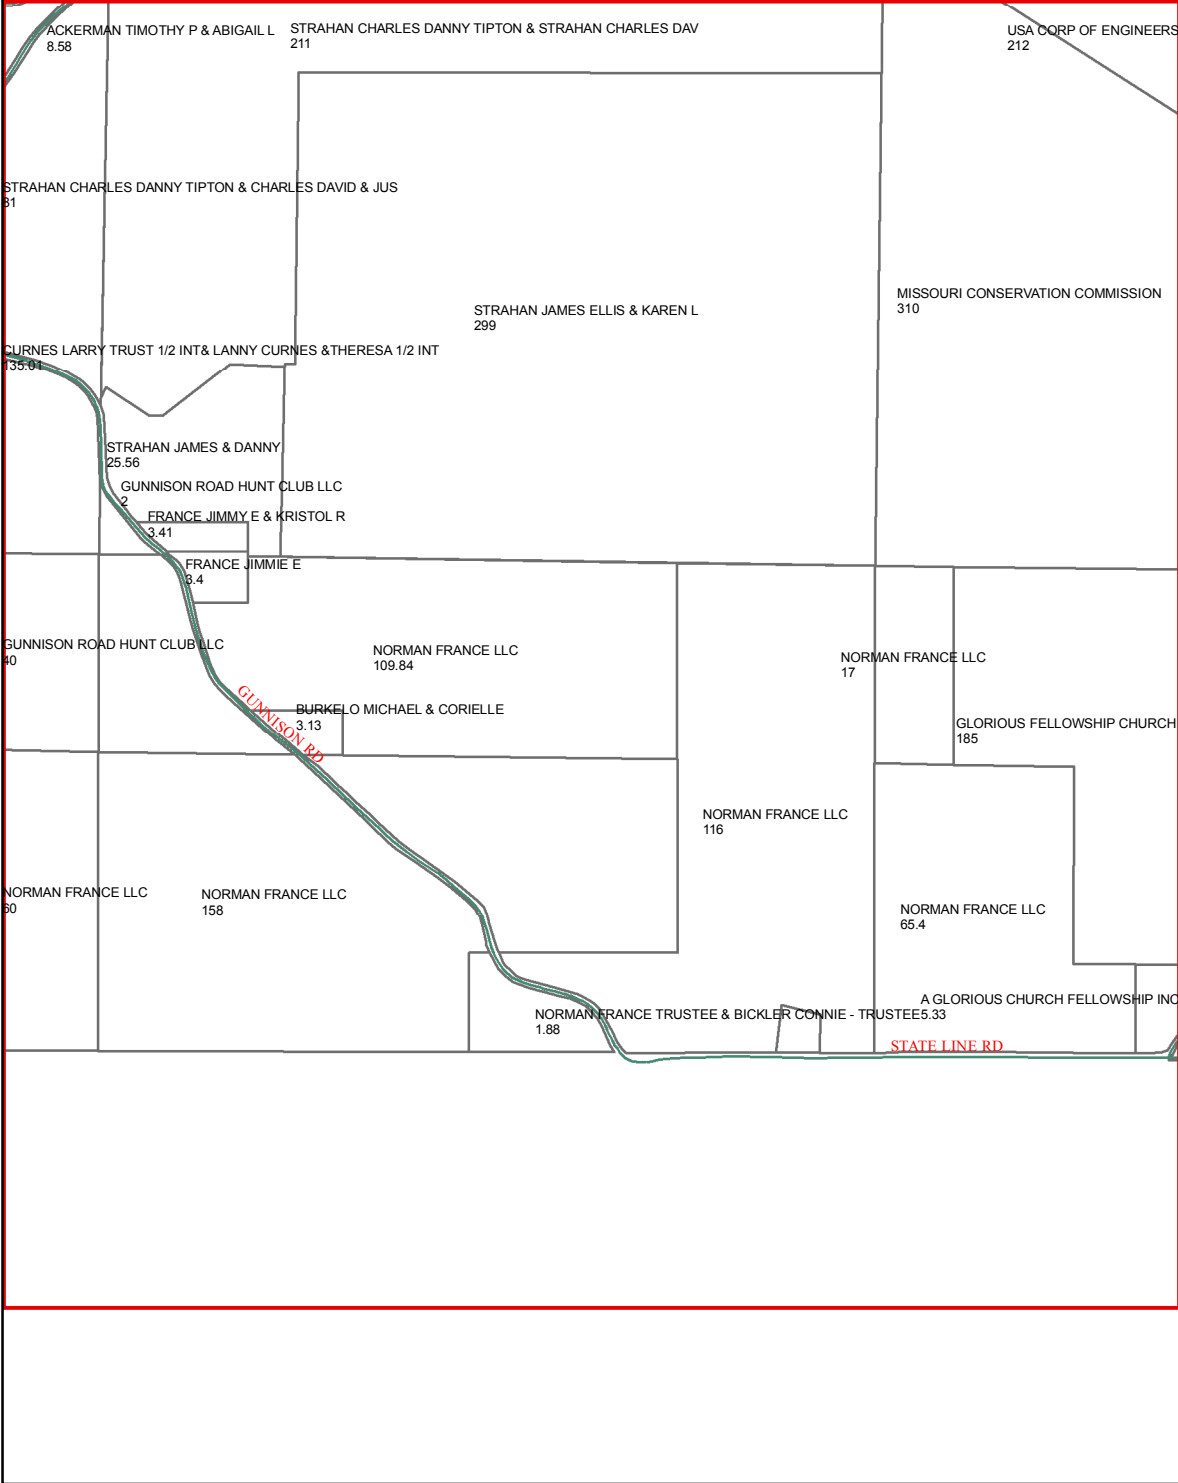 ACKERMAN TIMOTHY P & ABIGAIL L
8.58
STRAHAN CHARLES DANNY TIPTON & STRAHAN CHARLES DAV
211
USA CORP OF ENGINEERS
212
STRAHAN CHARLES DANNY TIPTON & CHARLES DAVID & JUS
81
MISSOURI CONSERVATION COMMISSION
310
STRAHAN JAMES ELLIS & KAREN L
299
CURNES LARRY TRUST 1/2 INT& LANNY CURNES &THERESA 1/2 INT
135.01
STRAHAN JAMES & DANNY
25.56
GUNNISON ROAD HUNT CLUB LLC
2
FRANCE JIMMY E & KRISTOL R
3.41
FRANCE JIMMIE E
3.4
GUNNISON ROAD HUNT CLUB LLC
40
NORMAN FRANCE LLC
109.84
NORMAN FRANCE LLC
17
GUNNISON RD
BURKELO MICHAEL & CORIELLE
3.13
GLORIOUS FELLOWSHIP CHURCH
185
NORMAN FRANCE LLC
116
NORMAN FRANCE LLC
60
NORMAN FRANCE LLC
158
NORMAN FRANCE LLC
65.4
A GLORIOUS CHURCH FELLOWSHIP INC
5.33
NORMAN FRANCE TRUSTEE & BICKLER CONNIE - TRUSTEE
1.88
STATE LINE RD